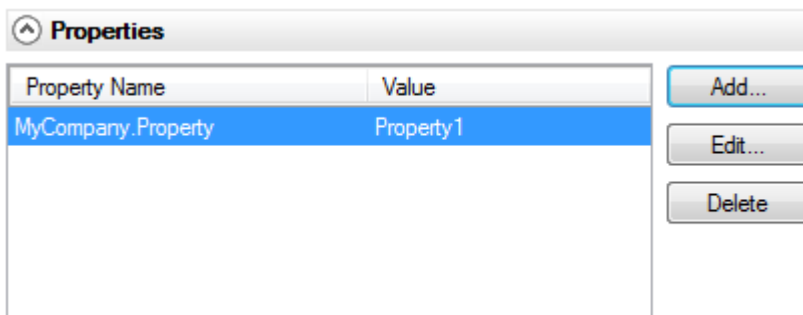 Properties
Property Name Value Add...
MyCompany.Property Property1
Edit...
Delete